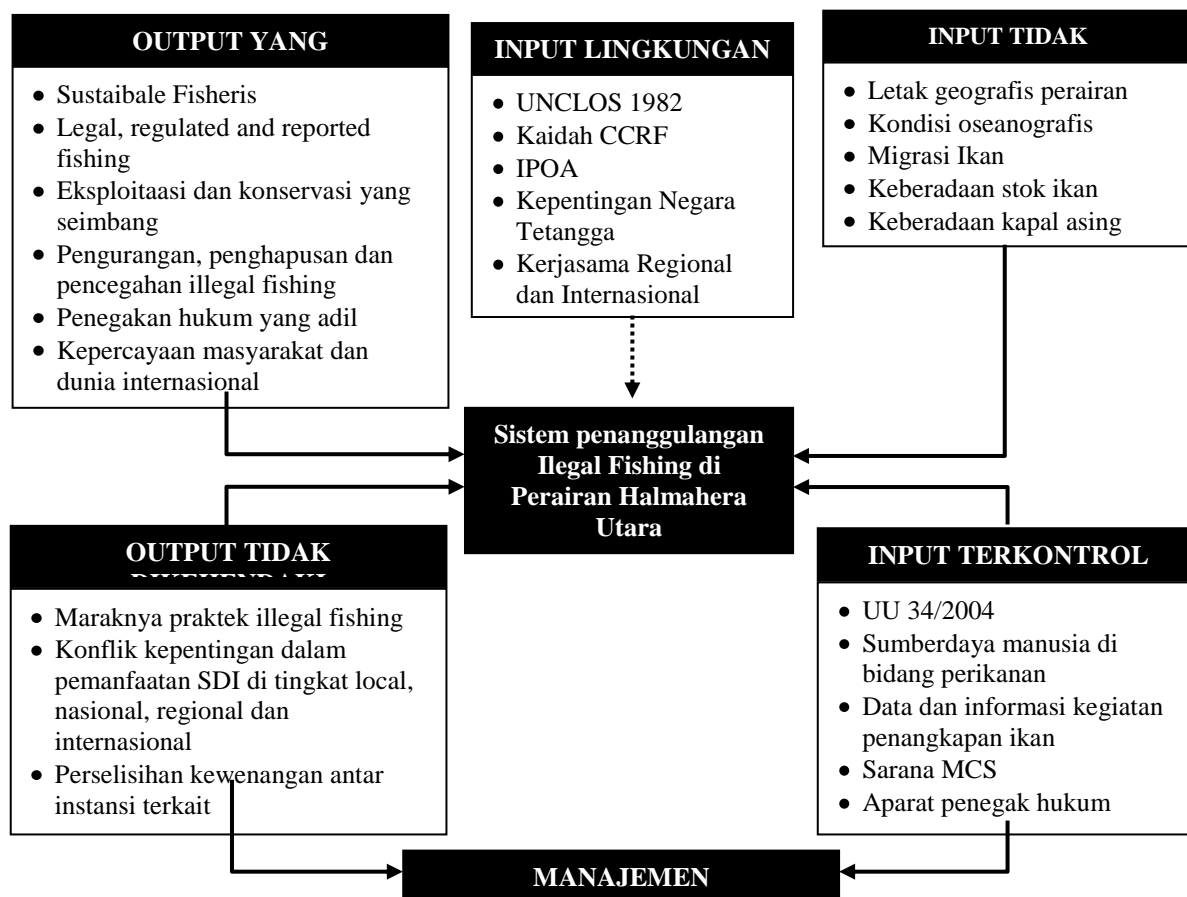 OUTPUT YANG
• Sustaibale Fisheris
• Legal, regulated and reported
fishing
• Eksploitaasi dan konservasi yang
seimbang
• Pengurangan, penghapusan dan
pencegahan illegal fishing
• Penegakan hukum yang adil
• Kepercayaan masyarakat dan
dunia internasional
INPUT LINGKUNGAN
• UNCLOS 1982
• Kaidah CCRF
• IPOA
• Kepentingan Negara
Tetangga
• Kerjasama Regional
dan Internasional
INPUT TIDAK
• Letak geografis perairan
• Kondisi oseanografis
• Migrasi Ikan
• Keberadaan stok ikan
• Keberadaan kapal asing
Sistem penanggulangan
Ilegal Fishing di
Perairan Halmahera
Utara
OUTPUT TIDAK
• Maraknya praktek illegal fishing
• Konflik kepentingan dalam
pemanfaatan SDI di tingkat local,
nasional, regional dan
internasional
• Perselisihan kewenangan antar
instansi terkait
INPUT TERKONTROL
• UU 34/2004
• Sumberdaya manusia di
bidang perikanan
• Data dan informasi kegiatan
penangkapan ikan
• Sarana MCS
• Aparat penegak hukum
MANAJEMEN